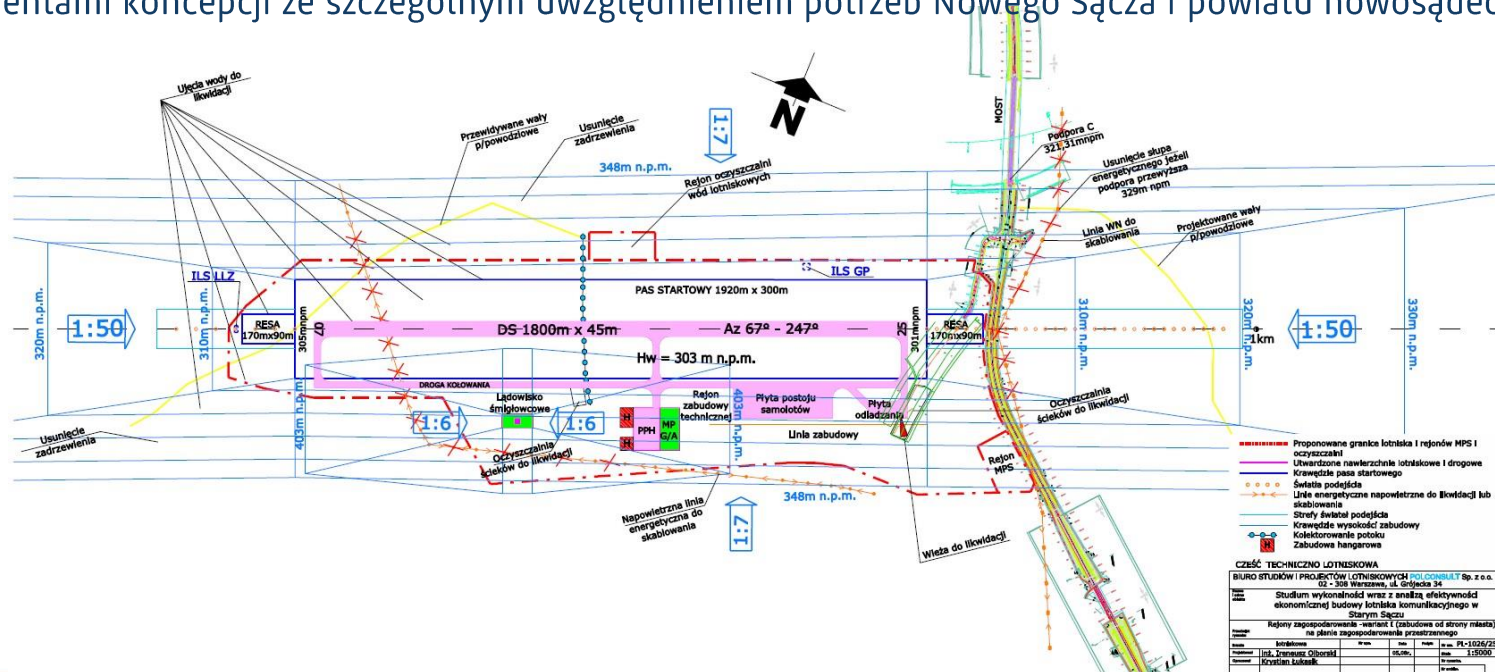 entami koncepcji ze szczególnym uwzględnieniem potrzeb Nowego Sącza i powiatu nowosądec
Ujęcia wody do
likwidacji
Przewidywane wały
p/powodziowe
Usunięcie
zadrzewienia
348m n.p.m.
1:7
N
Rejon oczyszczalni
wód lotniskowych
MOST
Podpora C
321,31mnpm
Usunięcie słupa
energetycznego jeżeli
podpora przewyższa
329m npm
Linia WN do
skablowania
Projektowane wały
p/powodziowe
ILS LLZ
ILS GP
PAS STARTOWY 1920m x 300m
320m n.p.m.
1:50
310m n.p.m.
RESA
170mx90m
305mnpm
07
DS 1800m x 45m
Az 67º - 247º
25
301mnpm
RESA
170mx90m
310m n.p.m.
320m n.p.m.
1km
1:50
330m n.p.m.
Hw = 303 m n.p.m.
DROGA KOŁOWANIA
403m n.p.m
1:6
Lądowisko
śmigłowcowe
1:6
H
H
PPH
MP
G/A
Rejon
zabudowy
technicznej
403m n.p.m.
Płyta postoju
samolotów
Płyta
odladzania
Linia zabudowy
Oczyszczalnia
ścieków do likwidacji
Usunięcie
zadrzewienia
Oczyszczalnia
ścieków do likwidacji
Rejon
MPS
348m n.p.m.
Napowietrzna linia
energetyczna do
skablowania
1:7
Wieża do likwidacji
Proponowane granice lotniska i rejonów MPS i
oczyszczalni
Utwardzone nawierzchnie lotniskowe i drogowe
Krawędzie pasa startowego
Światła podejścia
Linie energetyczne napowietrzne do likwidacji lub
skablowania
Strefy świateł podejścia
Krawędzie wysokości zabudowy
Kolektorowanie potoku
H
Zabudowa hangarowa
CZEŚĆ TECHNICZNO LOTNISKOWA
BIURO STUDIÓW I PROJEKTÓW LOTNISKOWYCH POLCONSULT Sp. z o.o.
02 - 308 Warszawa, ul. Grójecka 34
Studium wykonalności wraz z analizą efektywności
ekonomicznej budowy lotniska komunikacyjnego w
Starym Sączu
Rejony zagospodarowania -wariant I (zabudowa od strony miasta)
na planie zagospodarowania przestrzennego
lotniskowa
PL-1026/25
inż. Ireneusz Olborski
1:5000
Krystian Łukasik